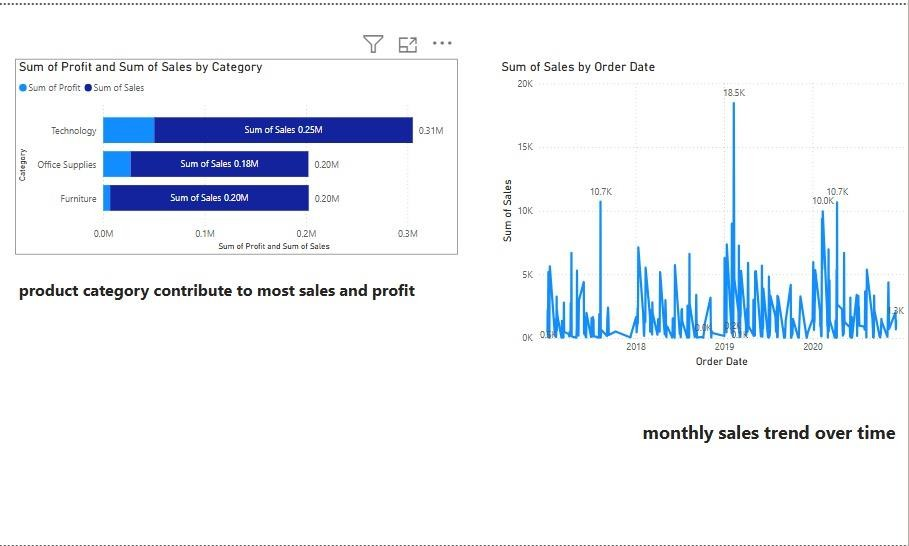 Sum of Profit and Sum of Sales by Category
Sum of Profit Sum of Sales
Category
Technology Sum of Sales 0.25M 0.31M
Office Supplies Sum of Sales 0.18M 0.20M
Furniture Sum of Sales 0.20M 0.20M
0.0M 0.1M 0.2M 0.3M
Sum of Profit and Sum of Sales
product category contribute to most sales and profit
Sum of Sales by Order Date
Sum of Sales
20K
18.5K
15K
10.7K 10.7K
10K 10.0K
5K
3K
0K
2018 2019 2020
Order Date
monthly sales trend over time